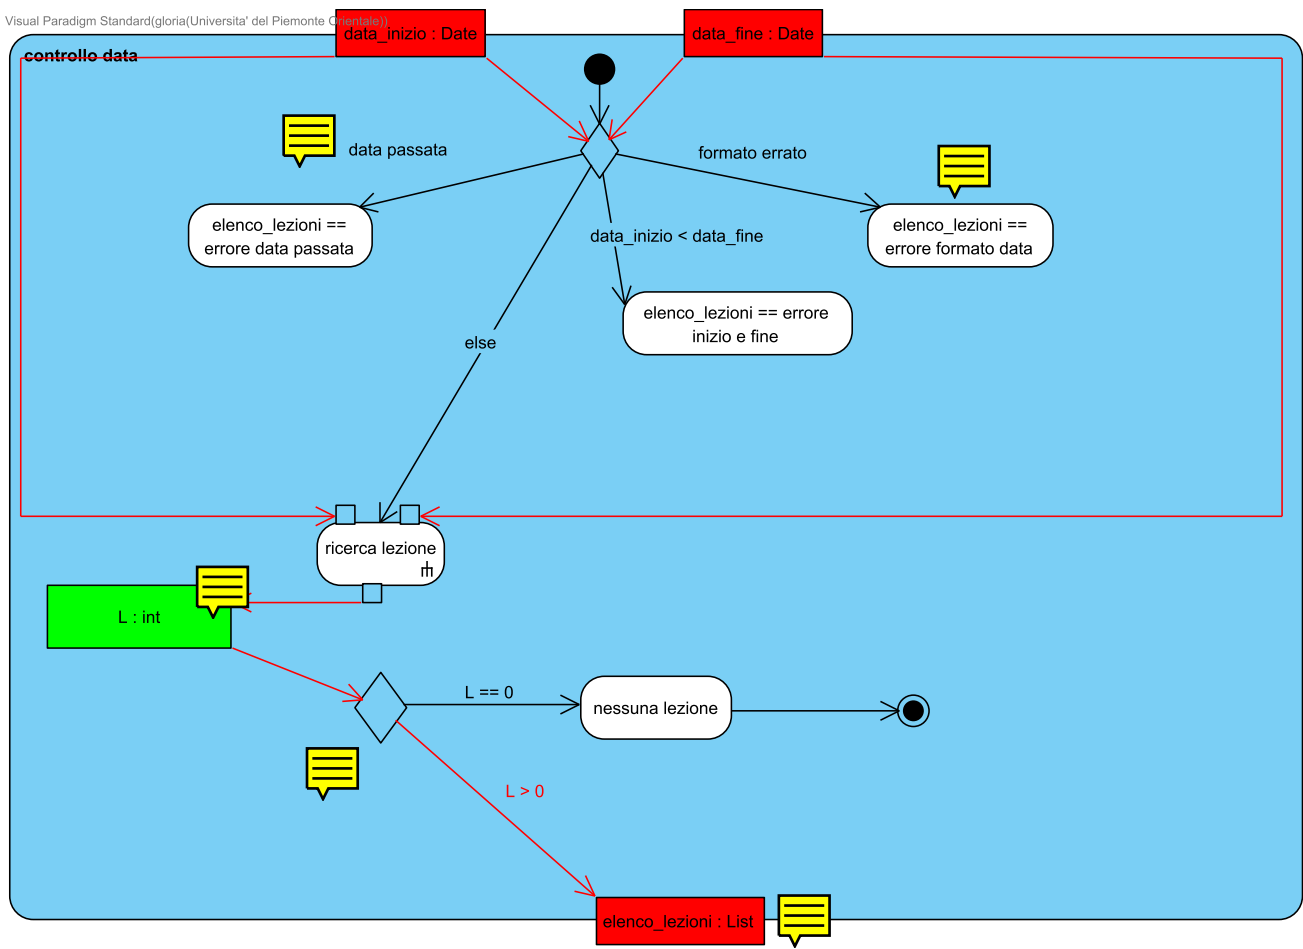 Visual Paradigm Standard(gloria(Universita' del Piemonte Orientale))
data_inizio : Date
data_fine : Date
controllo data
data passata
formato errato
elenco_lezioni ==
errore data passata
data_inizio < data_fine
elenco_lezioni ==
errore formato data
elenco_lezioni == errore
inizio e fine
else
ricerca lezione
L : int
L == 0
nessuna lezione
L > 0
elenco_lezioni : List